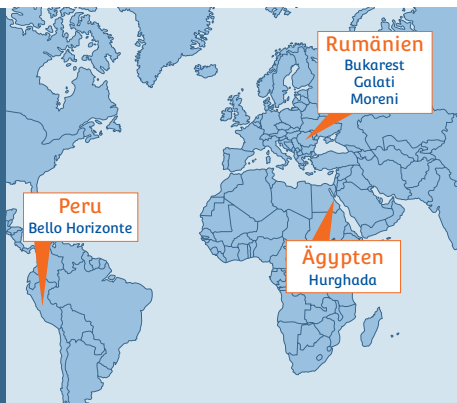 Rumänien
Bukarest
Galati
Moreni
Peru
Bello Horizonte
Ägypten
Hurghada